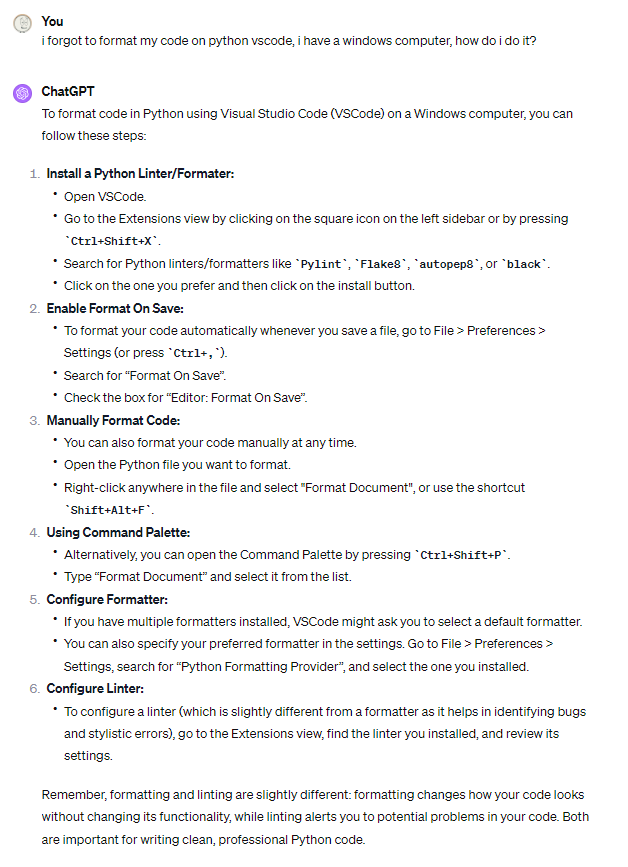 You
i forgot to format my code on python vscode, i have a windows computer, how do i do it?
ChatGPT
To format code in Python using Visual Studio Code (VSCode) on a Windows computer, you can
follow these steps:
1. Install a Python Linter/Formater:
• Open VSCode.
• Go to the Extensions view by clicking on the square icon on the left sidebar or by pressing
`Ctrl+Shift+X`.
• Search for Python linters/formatters like `Pylint`, `Flake8`, `autopep8`, or `black`.
• Click on the one you prefer and then click on the install button.
2. Enable Format On Save:
• To format your code automatically whenever you save a file, go to File > Preferences >
Settings (or press `Ctrl+,`).
• Search for “Format On Save”.
• Check the box for “Editor: Format On Save”.
3. Manually Format Code:
• You can also format your code manually at any time.
• Open the Python file you want to format.
• Right-click anywhere in the file and select "Format Document", or use the shortcut
`Shift+Alt+F`.
4. Using Command Palette:
• Alternatively, you can open the Command Palette by pressing `Ctrl+Shift+P`.
• Type “Format Document” and select it from the list.
5. Configure Formatter:
• If you have multiple formatters installed, VSCode might ask you to select a default formatter.
• You can also specify your preferred formatter in the settings. Go to File > Preferences >
Settings, search for “Python Formatting Provider”, and select the one you installed.
6. Configure Linter:
• To configure a linter (which is slightly different from a formatter as it helps in identifying bugs
and stylistic errors), go to the Extensions view, find the linter you installed, and review its
settings.
Remember, formatting and linting are slightly different: formatting changes how your code looks
without changing its functionality, while linting alerts you to potential problems in your code. Both
are important for writing clean, professional Python code.